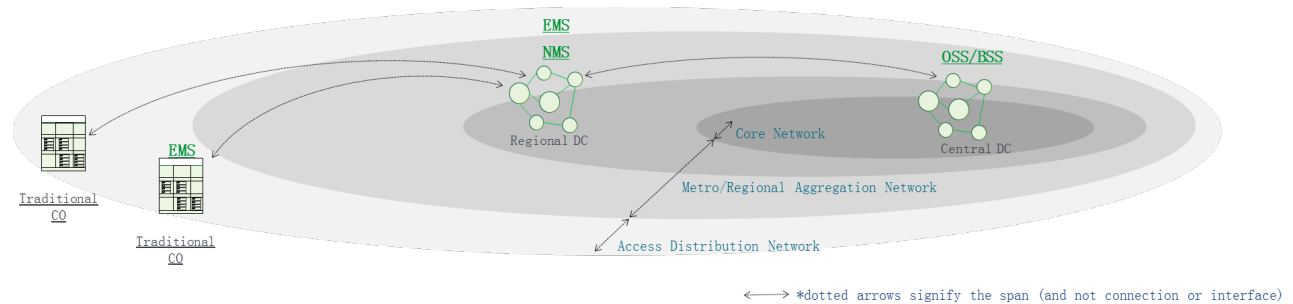 EMS
NMS
OSS/BSS
Core Network
Regional DC
Central DC
EMS
Metro/Regional Aggregation Network
Traditional
CO
Traditional
CO
Access Distribution Network
*dotted arrows signify the span (and not connection or interface)